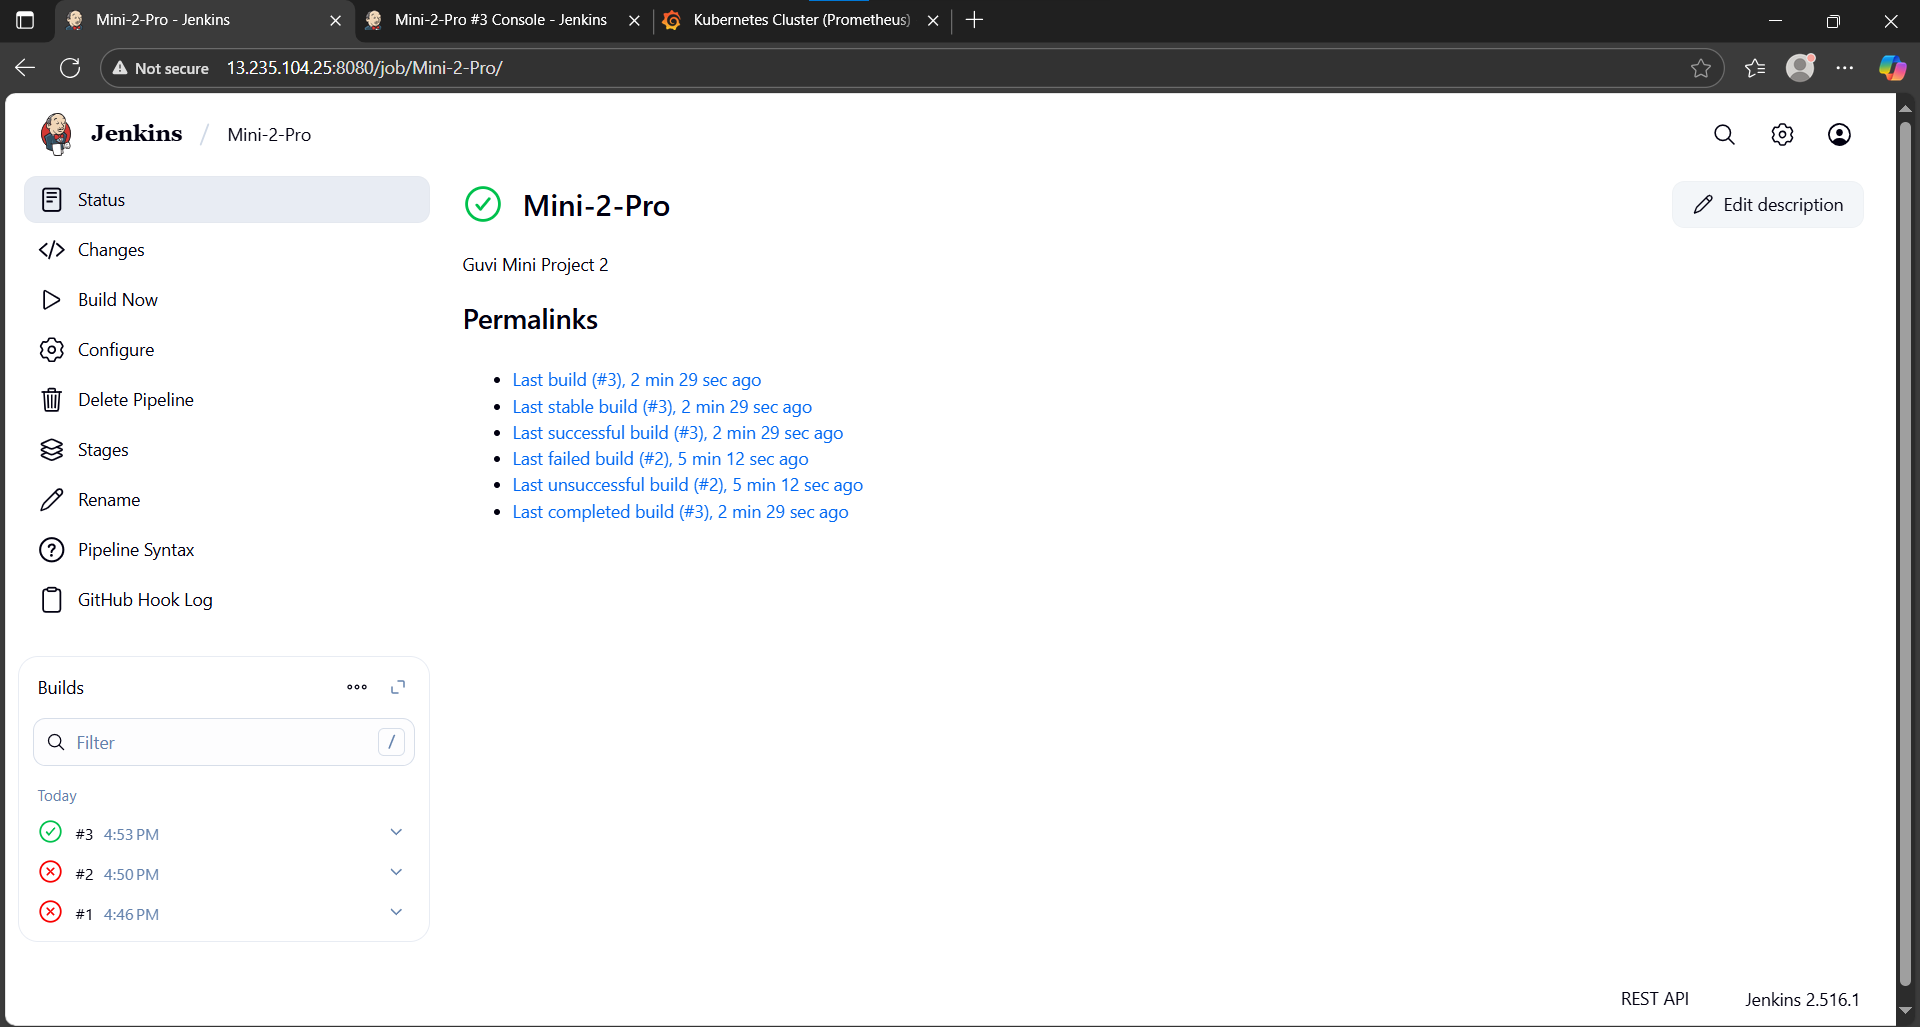 Mini-2-Pro - Jenkins
Mini-2-Pro #3 Console - Jenkins
Kubernetes Cluster (Prometheus)
Not secure
13.235.104.25:8080/job/Mini-2-Pro/
Jenkins / Mini-2-Pro
Status
Changes
Build Now
Configure
Delete Pipeline
Stages
Rename
Pipeline Syntax
GitHub Hook Log
Builds
Filter /
Today
#3 4:53 PM
#2 4:50 PM
#1 4:46 PM
Mini-2-Pro
Edit description
Guvi Mini Project 2
Permalinks
Last build (#3), 2 min 29 sec ago
Last stable build (#3), 2 min 29 sec ago
Last successful build (#3), 2 min 29 sec ago
Last failed build (#2), 5 min 12 sec ago
Last unsuccessful build (#2), 5 min 12 sec ago
Last completed build (#3), 2 min 29 sec ago
REST API
Jenkins 2.516.1